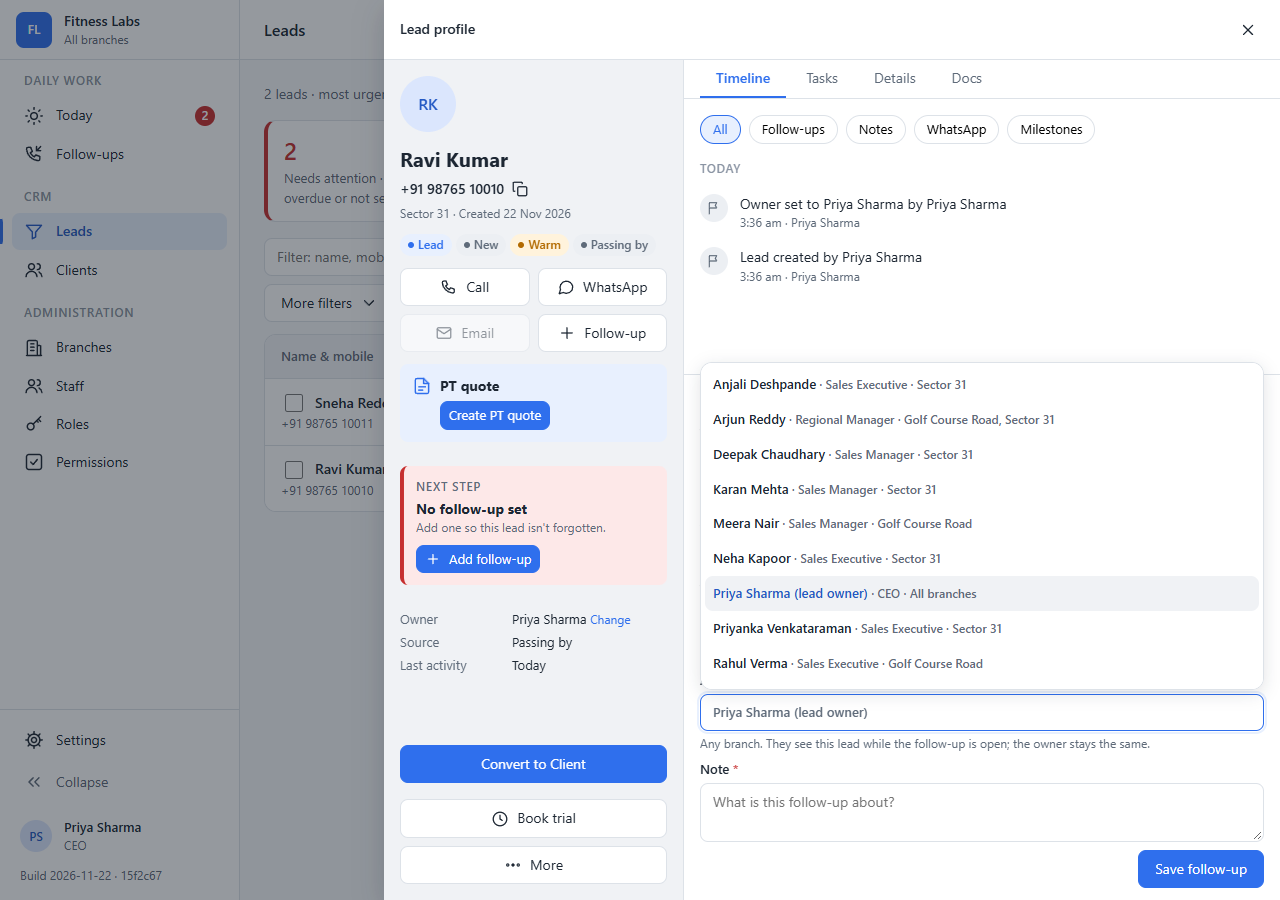 FL
Fitness Labs
All branches
DAILY WORK
Today
2
Follow-ups
CRM
Leads
Clients
ADMINISTRATION
Branches
Staff
Roles
Permissions
Settings
Collapse
PS
Priya Sharma
CEO
Build 2026-11-22 · 15f2c67
Leads
2 leads · most urgen
2
Needs attention ·
overdue or not se
Filter: name, mob
More filters
Name & mobile
Sneha Redd
+91 98765 10011
Ravi Kumar
+91 98765 10010
Lead profile
RK
Ravi Kumar
+91 98765 10010
Sector 31 · Created 22 Nov 2026
Lead
New
Warm
Passing by
Call
WhatsApp
Email
Follow-up
PT quote
Create PT quote
NEXT STEP
No follow-up set
Add one so this lead isn't forgotten.
Add follow-up
Owner
Priya Sharma Change
Source
Passing by
Last activity
Today
Convert to Client
Book trial
More
Timeline
Tasks
Details
Docs
All
Follow-ups
Notes
WhatsApp
Milestones
TODAY
Owner set to Priya Sharma by Priya Sharma
3:36 am · Priya Sharma
Lead created by Priya Sharma
3:36 am · Priya Sharma
Anjali Deshpande · Sales Executive · Sector 31
Arjun Reddy · Regional Manager · Golf Course Road, Sector 31
Deepak Chaudhary · Sales Manager · Sector 31
Karan Mehta · Sales Manager · Sector 31
Meera Nair · Sales Manager · Golf Course Road
Neha Kapoor · Sales Executive · Sector 31
Priya Sharma (lead owner) · CEO · All branches
Priyanka Venkataraman · Sales Executive · Sector 31
Rahul Verma · Sales Executive · Golf Course Road
Priya Sharma (lead owner)
Any branch. They see this lead while the follow-up is open; the owner stays the same.
Note *
What is this follow-up about?
Save follow-up